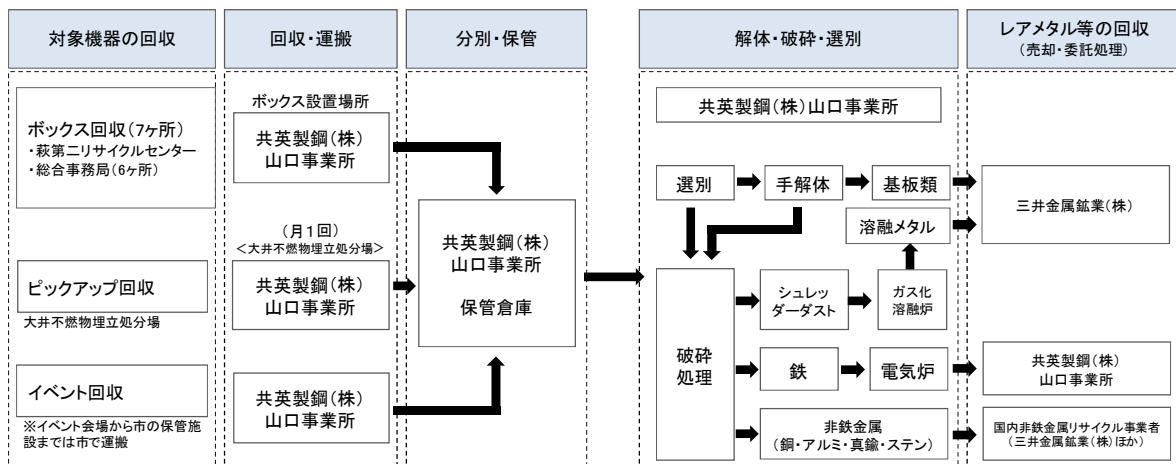 対象機器の回収
回収・運搬
分別・保管
解体・破砕・選別
レアメタル等の回収
(売却・委託処理)
ボックス回収(7ヶ所)
・萩第二リサイクルセンター
・総合事務局(6ヶ所)
ピックアップ回収
大井不燃物埋立処分場
イベント回収
※イベント会場から市の保管施
設までは市で運搬
ボックス設置場所
共英製鋼(株)
山口事業所
(月1回)
<大井不燃物埋立処分場>
共英製鋼(株)
山口事業所
共英製鋼(株)
山口事業所
共英製鋼(株)
山口事業所
保管倉庫
共英製鋼(株)山口事業所
選別
手解体
基板類
溶融メタル
破砕
処理
シュレッ
ダーダスト
ガス化
溶融炉
鉄
電気炉
非鉄金属
(銅・アルミ・真鍮・ステン)
三井金属鉱業(株)
共英製鋼(株)
山口事業所
国内非鉄金属リサイクル事業者
(三井金属鉱業(株)ほか)